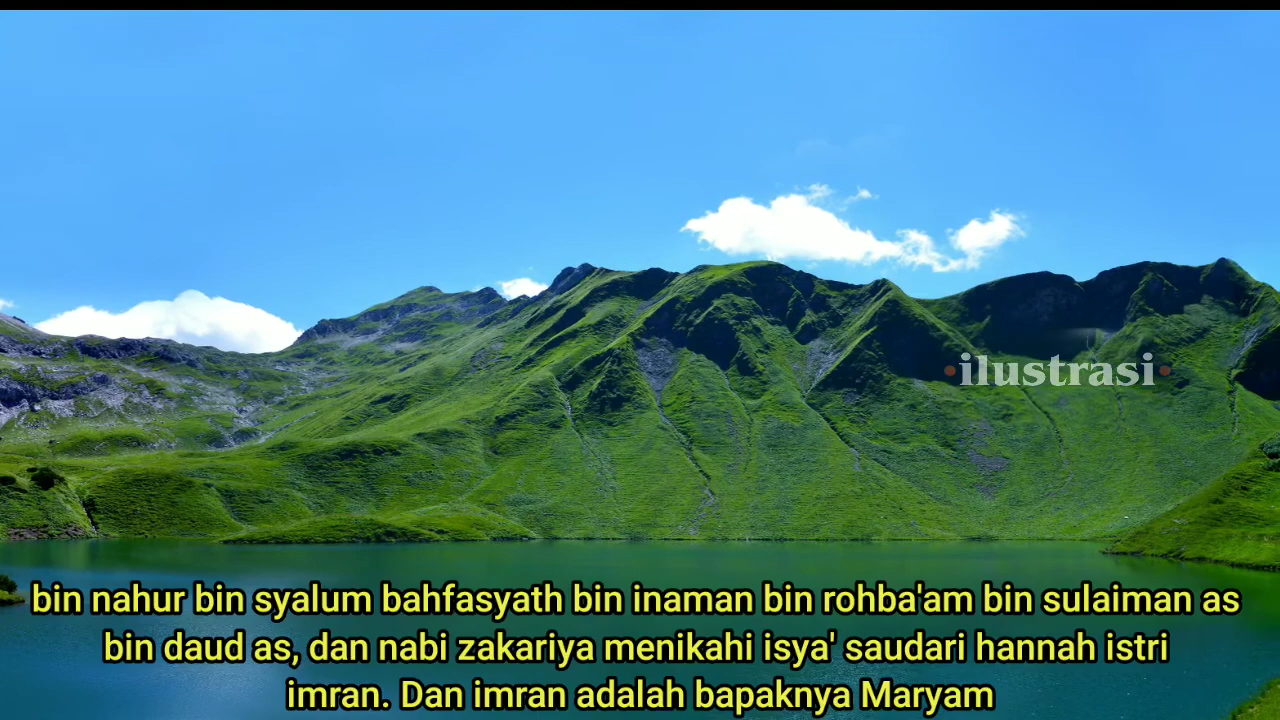 •ilustrasi•
bin nahur bin syalum bahfasyath bin inaman bin rohba'am bin sulaiman as
bin daud as, dan nabi zakariya menikahi isya' saudari hannah istri
imran. Dan imran adalah bapaknya Maryam